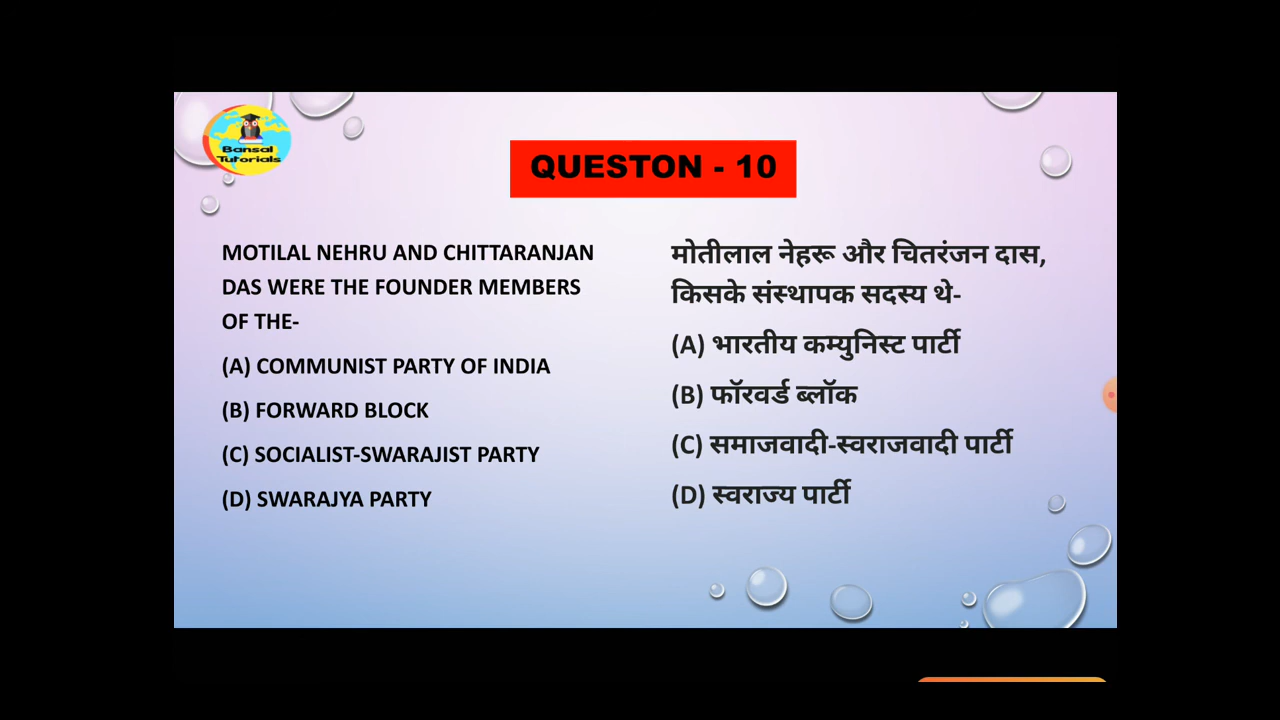 Bansal
Tutorials
QUESTON - 10
MOTILAL NEHRU AND CHITTARANJAN
DAS WERE THE FOUNDER MEMBERS
OF THE-
(A) COMMUNIST PARTY OF INDIA
(B) FORWARD BLOCK
(C) SOCIALIST-SWARAJIST PARTY
(D) SWARAJYA PARTY
मोतीलाल नेहरू और चितरंजन दास,
किसके संस्थापक सदस्य थे-
(A) भारतीय कम्युनिस्ट पार्टी
(B) फॉरवर्ड ब्लॉक
(C) समाजवादी-स्वराजवादी पार्टी
(D) स्वराज्य पार्टी